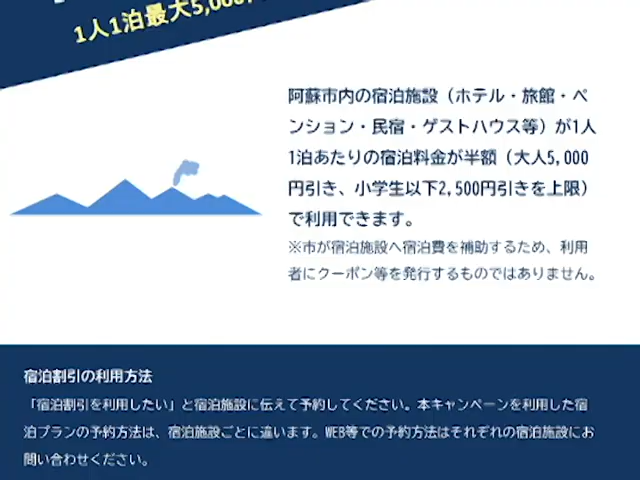 1人1泊最大5,000
阿蘇市内の宿泊施設（ホテル・旅館・ペ
ンション・民宿・ゲストハウス等）が1人
1泊あたりの宿泊料金が半額（大人5,000
円引き、小学生以下2,500円引きを上限）
で利用できます。
※市が宿泊施設へ宿泊費を補助するため、利用
者にクーポン等を発行するものではありません。
宿泊割引の利用方法
「宿泊割引を利用したい」と宿泊施設に伝えて予約してください。本キャンペーンを利用した宿
泊プランの予約方法は、宿泊施設ごとに違います。WEB等での予約方法はそれぞれの宿泊施設にお
問い合わせください。